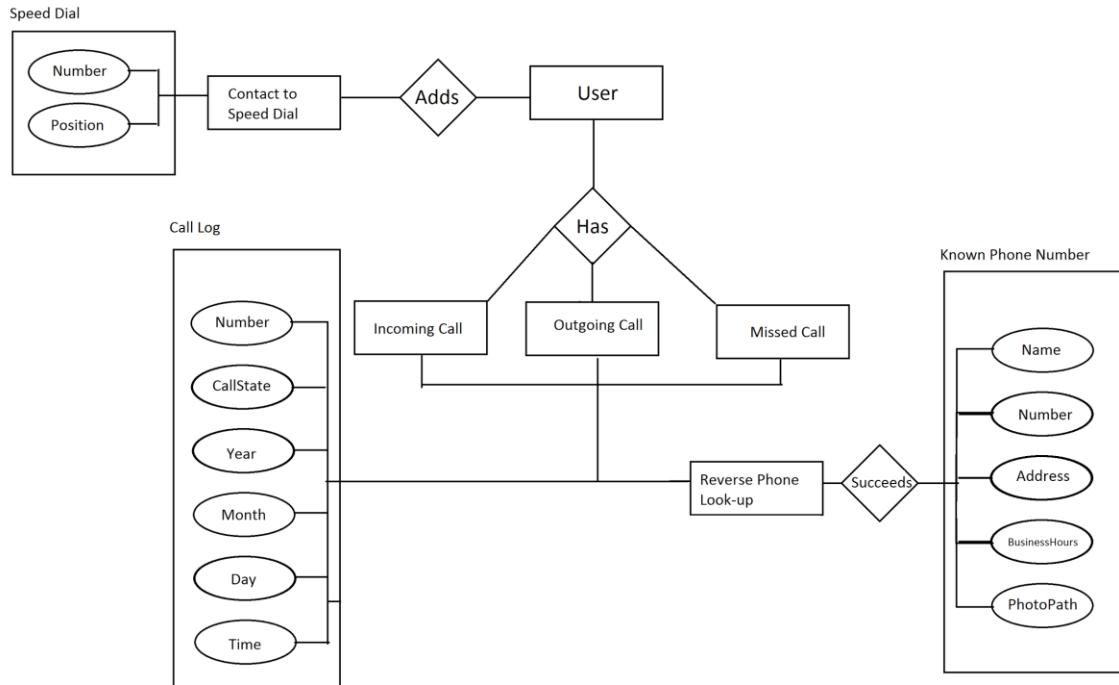 Speed Dial
Number
Position
Contact to
Speed Dial
Adds
User
Has
Call Log
Number
CallState
Year
Month
Day
Time
Incoming Call
Outgoing Call
Missed Call
Reverse Phone
Look-up
Succeeds
Known Phone Number
Name
Number
Address
BusinessHours
PhotoPath